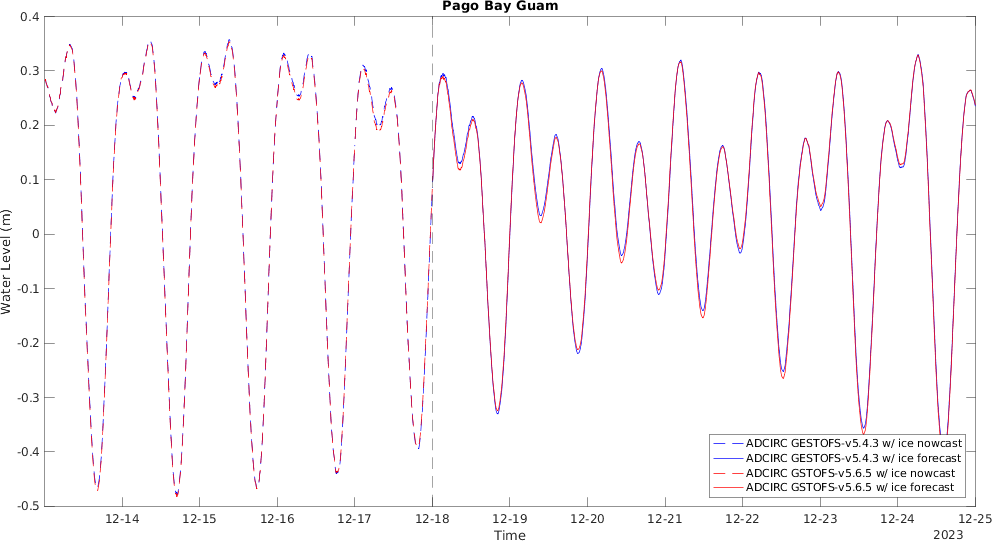 Pago Bay Guam
0.4
0.3
0.2
0.1
0
-0.1
-0.2
-0.3
-0.4
-0.5
Water Level (m)
ADCIRC GESTOFS-v5.4.3 w/ ice nowcast
ADCIRC GESTOFS-v5.4.3 w/ ice forecast
ADCIRC GSTOFS-v5.6.5 w/ ice nowcast
ADCIRC GSTOFS-v5.6.5 w/ ice forecast
12-14 12-15 12-16 12-17 12-18 12-19 12-20 12-21 12-22 12-23 12-24 12-25
Time
2023